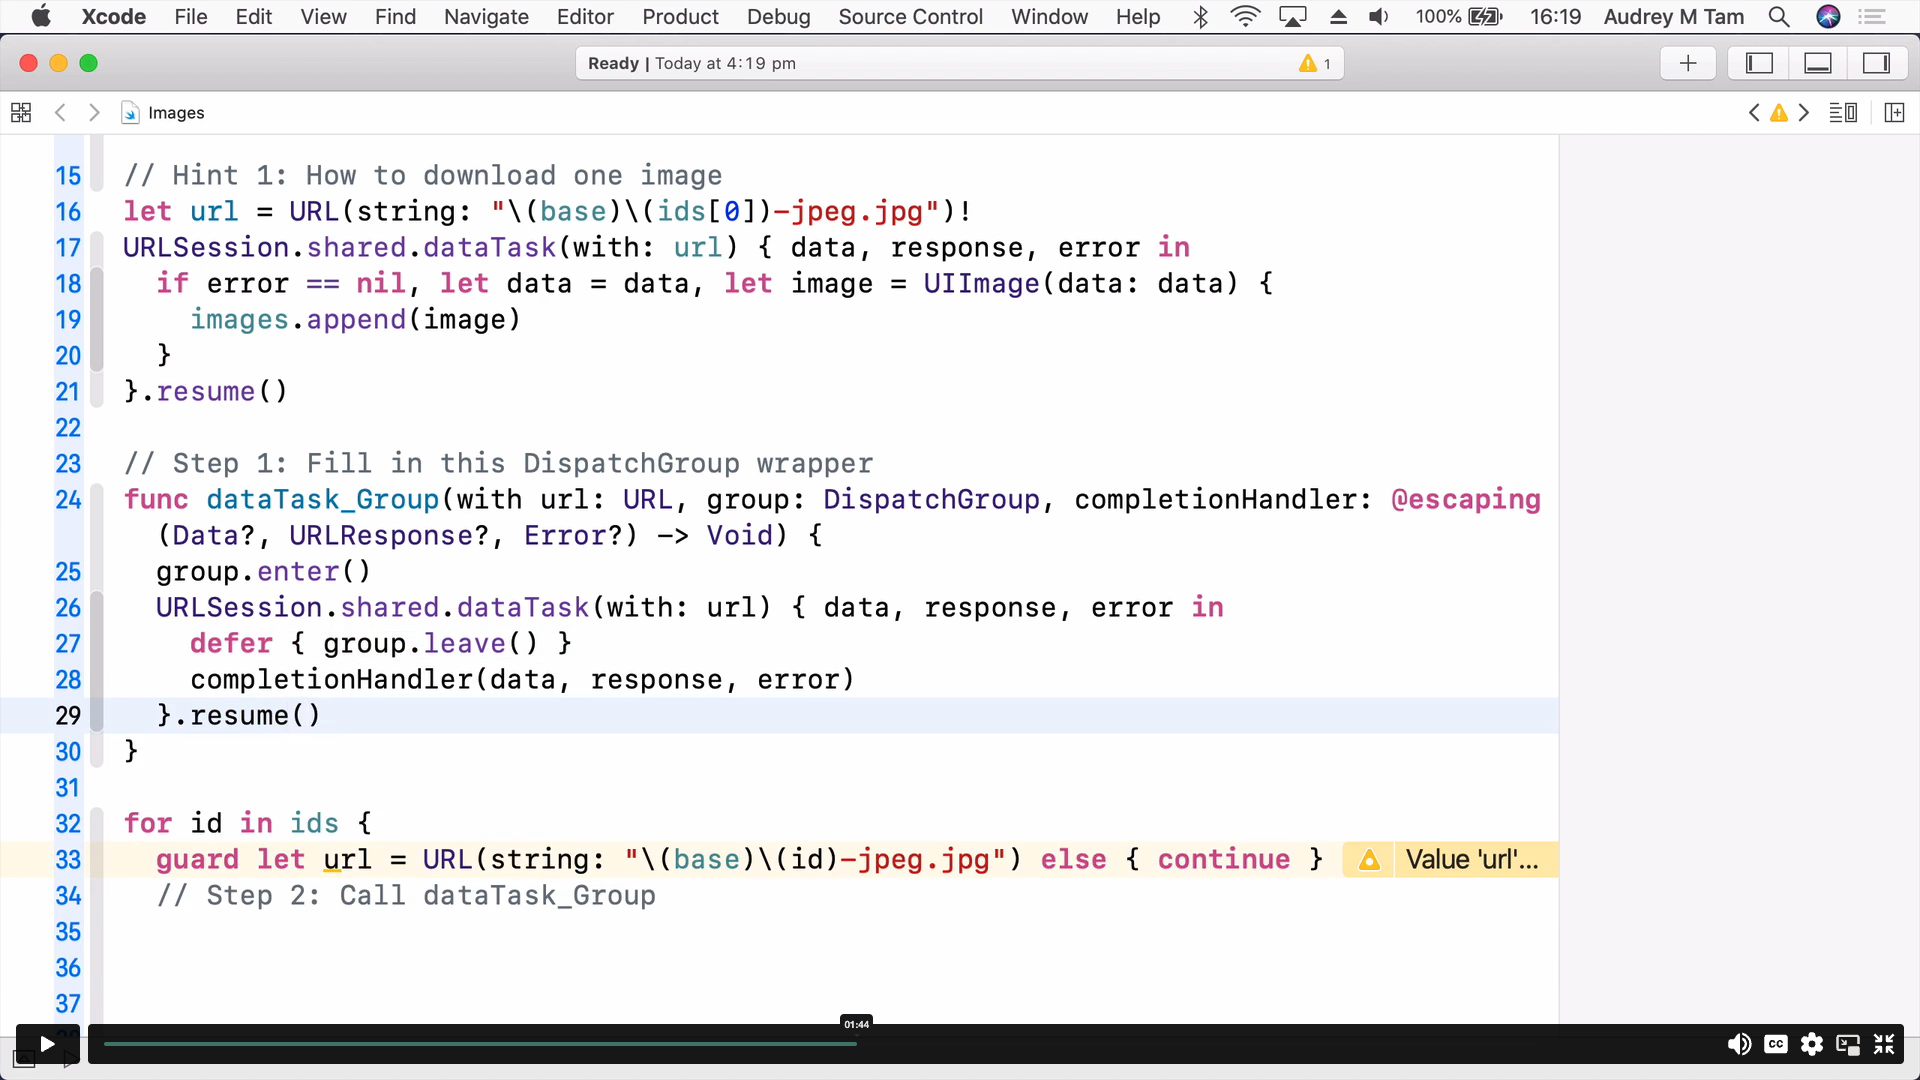 Xcode File Edit View Find Navigate Editor Product Debug Source Control Window Help 100% 16:19 Audrey M Tam
Ready | Today at 4:19 pm 1
Images
15 // Hint 1: How to download one image
16 let url = URL(string: "\(base)\(ids[0])-jpeg.jpg")!
17 URLSession.shared.dataTask(with: url) { data, response, error in
18 if error == nil, let data = data, let image = UIImage(data: data) {
19 images.append(image)
20 }
21 }.resume()
22
23 // Step 1: Fill in this DispatchGroup wrapper
24 func dataTask_Group(with url: URL, group: DispatchGroup, completionHandler: @escaping
(Data?, URLResponse?, Error?) -> Void) {
25 group.enter()
26 URLSession.shared.dataTask(with: url) { data, response, error in
27 defer { group.leave() }
28 completionHandler(data, response, error)
29 }.resume()
30 }
31
32 for id in ids {
33 guard let url = URL(string: "\(base)\(id)-jpeg.jpg") else { continue } Value 'url'...
34 // Step 2: Call dataTask_Group
35
36
37
01:44
CC